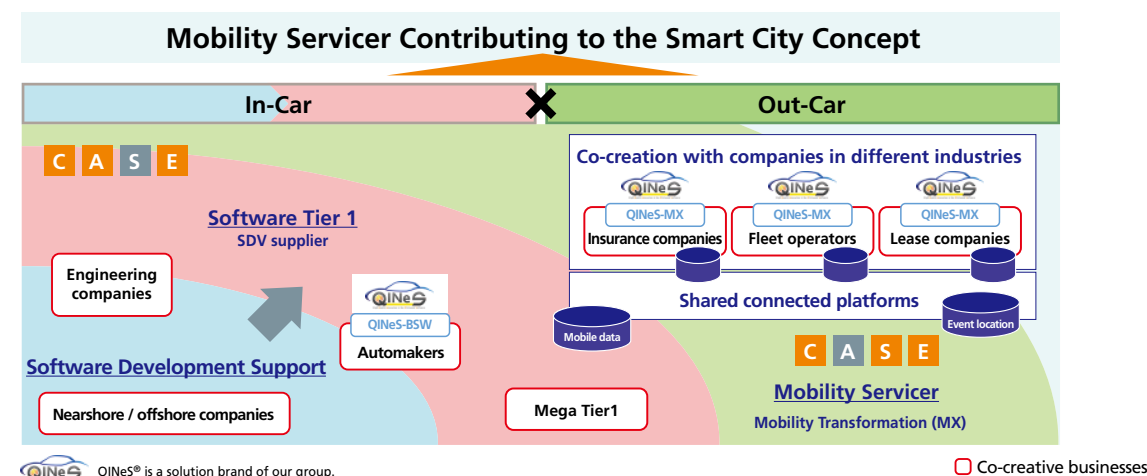 Mobility Servicer Contributing to the Smart City Concept
In-Car
Out-Car
C A S E
Software Tier 1
SDV supplier
Engineering
companies
QINeS
QINeS-BSW
Automakers
Software Development Support
Nearshore / offshore companies
Mega Tier1
Co-creation with companies in different industries
QINeS
QINeS
QINeS
QINeS-MX
QINeS-MX
QINeS-MX
Insurance companies
Fleet operators
Lease companies
Shared connected platforms
Mobile data
Event location
C A S E
Mobility Servicer
Mobility Transformation (MX)
QINeS
QINeS® is a solution brand of our group.
Co-creative businesses